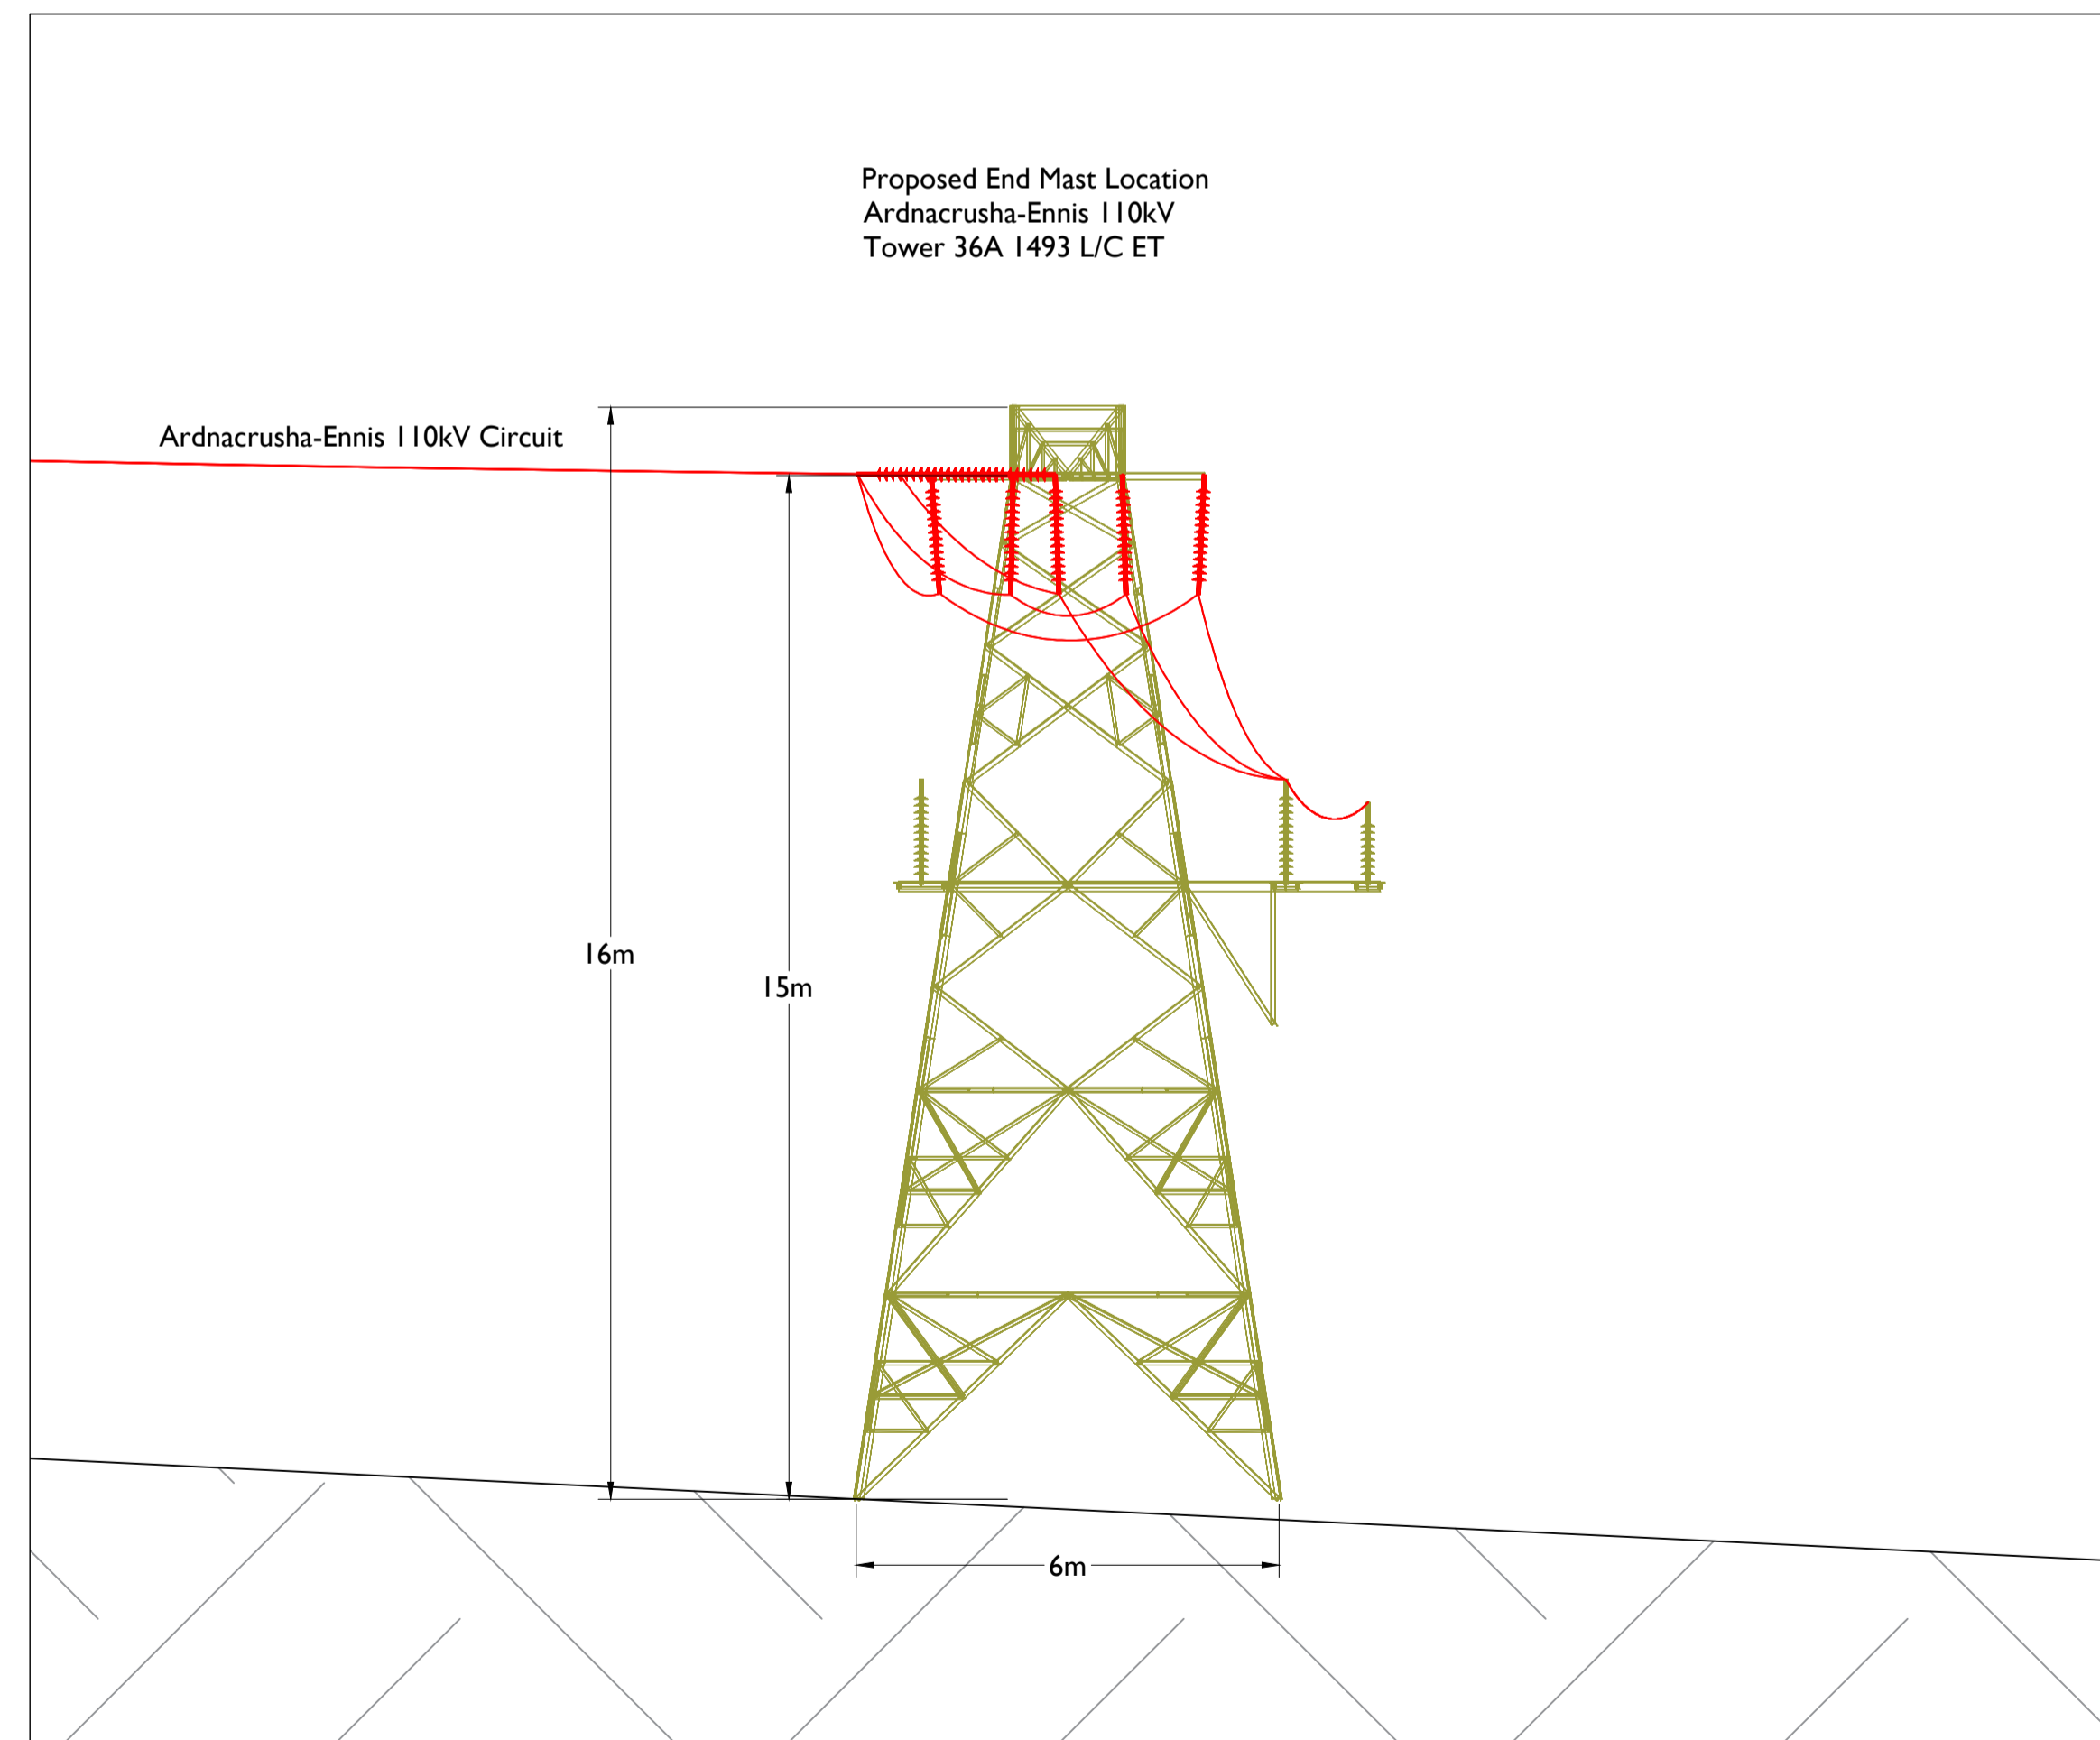 Proposed End Mast Location
Ardnacrusha-Ennis 110kV
Tower 36A 1493 L/C ET
Ardnacrusha-Ennis 110kV Circuit
16m
15m
6m